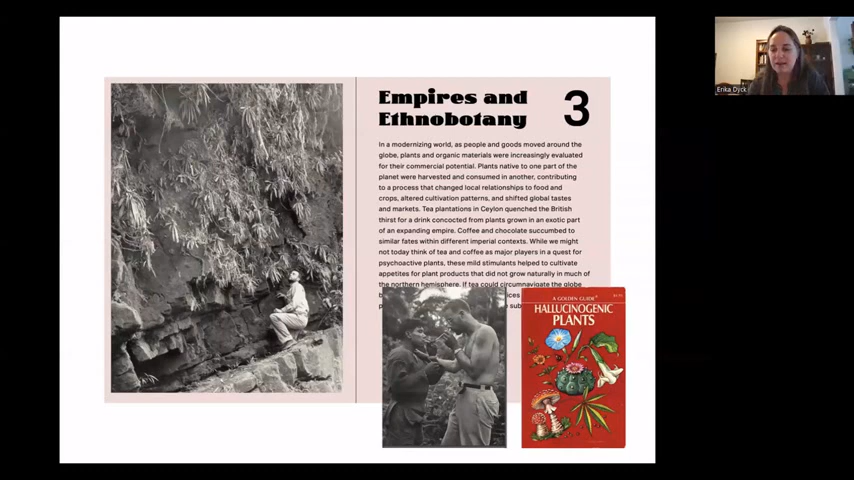 Empires and
Ethnobotany
3
In a modernizing world, as people and goods moved around the
globe, plants and organic materials were increasingly evaluated
for their commercial potential. Plants native to one part of the
planet were harvested and consumed in another, contributing
to a process that changed local relationships to food and
crops, altered cultivation patterns, and shifted global tastes
and markets. Tea plantations in Ceylon quenched the British
thirst for a drink concocted from plants grown in an exotic part
of an expanding empire. Coffee and chocolate succumbed to
similar fates within different imperial contexts. While we might
not today think of tea and coffee as major players in a quest for
psychoactive plants, these mild stimulants helped to cultivate
appetites for plant products that did not grow naturally in much of
the northern hemisphere. If tea could circumnavigate the globe
A GOLDEN GUIDE®
HALLUCINOGENIC
PLANTS
Erika Dyck